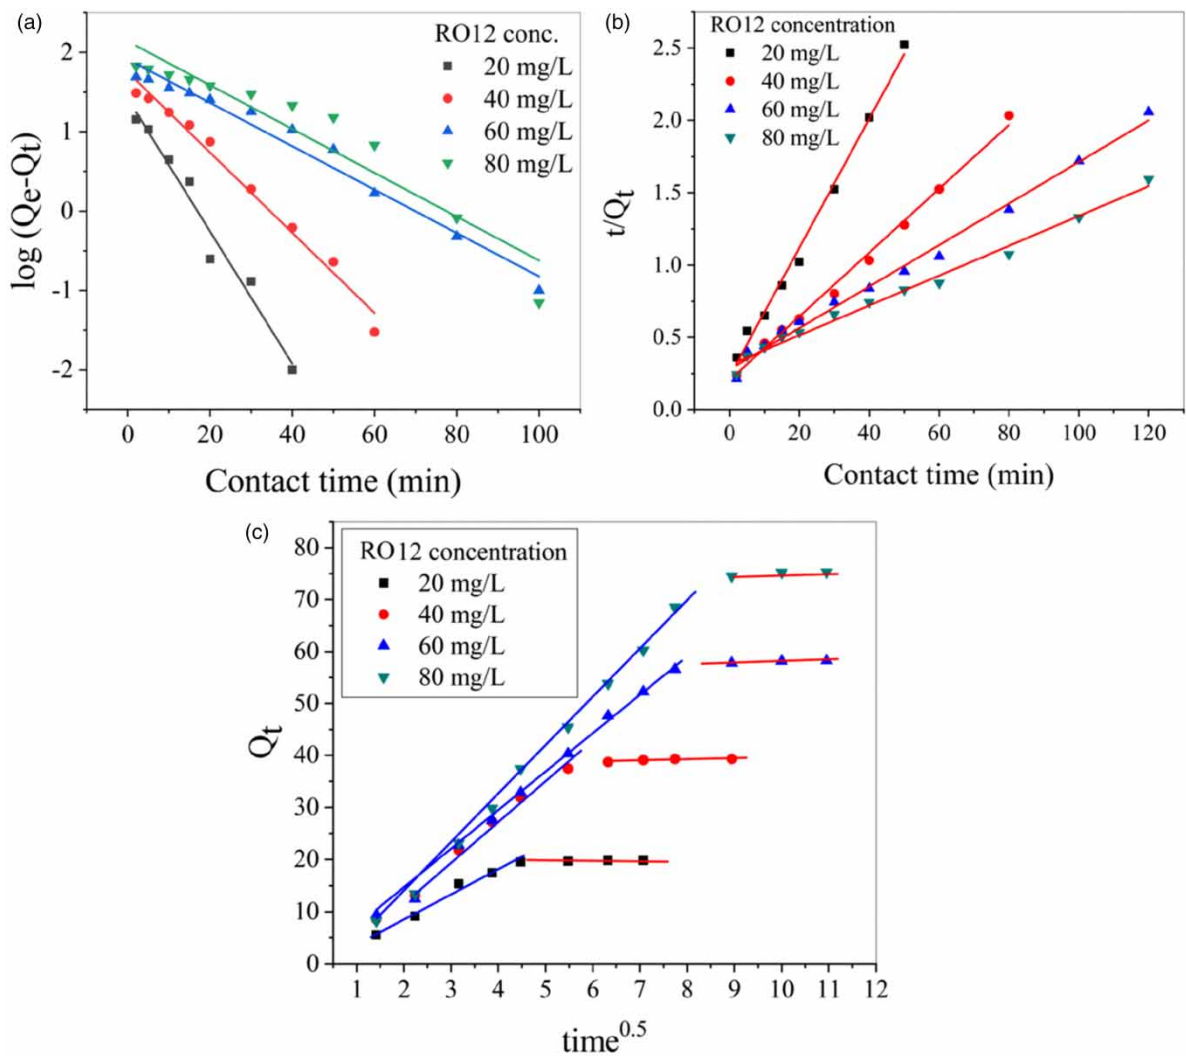 (a)
RO12 conc.
20 mg/L
40 mg/L
60 mg/L
80 mg/L
2
1
0
-1
-2
log (Qe-Qt)
0 20 40 60 80 100
Contact time (min)
(b)
RO12 concentration
20 mg/L
40 mg/L
60 mg/L
80 mg/L
2.5
2.0
1.5
1.0
0.5
0.0
t/Qt
0 20 40 60 80 100 120
Contact time (min)
(c)
RO12 concentration
20 mg/L
40 mg/L
60 mg/L
80 mg/L
80
70
60
50
40
30
20
10
0
Qt
1 2 3 4 5 6 7 8 9 10 11 12
time0.5